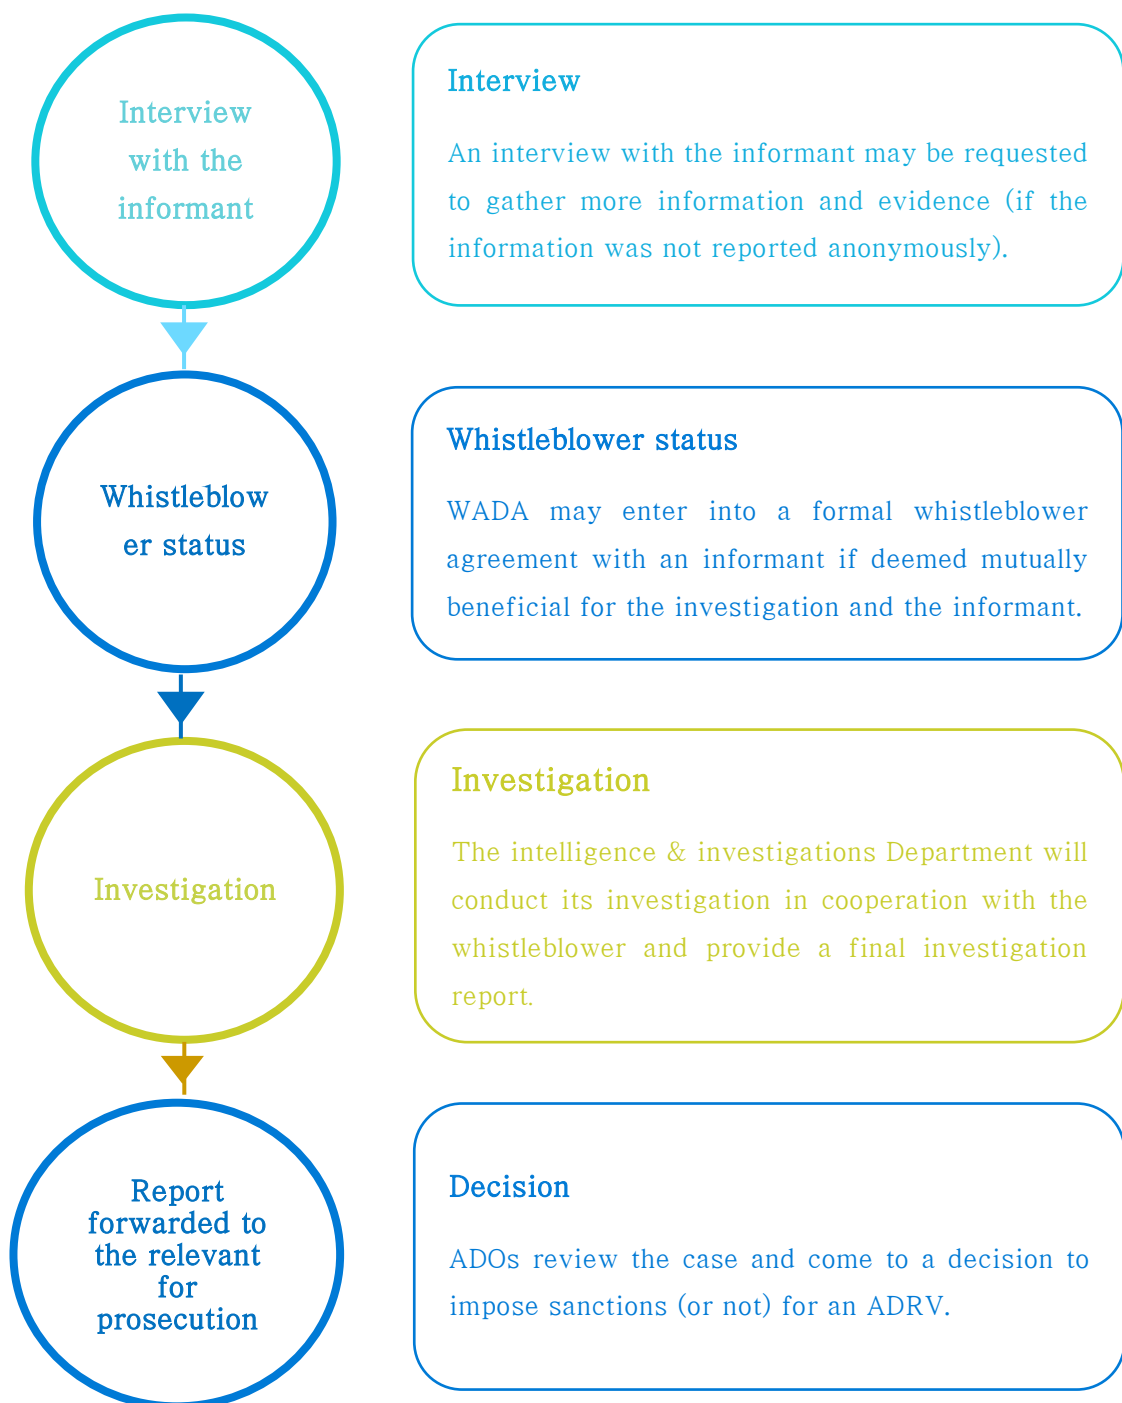 Interview
with the
informant
Interview
An interview with the informant may be requested
to gather more information and evidence (if the
information was not reported anonymously).
Whistleblow
er status
Whistleblower status
WADA may enter into a formal whistleblower
agreement with an informant if deemed mutually
beneficial for the investigation and the informant.
Investigation
Investigation
The intelligence & investigations Department will
conduct its investigation in cooperation with the
whistleblower and provide a final investigation
report.
Report
forwarded to
the relevant
for
prosecution
Decision
ADOs review the case and come to a decision to
impose sanctions (or not) for an ADRV.